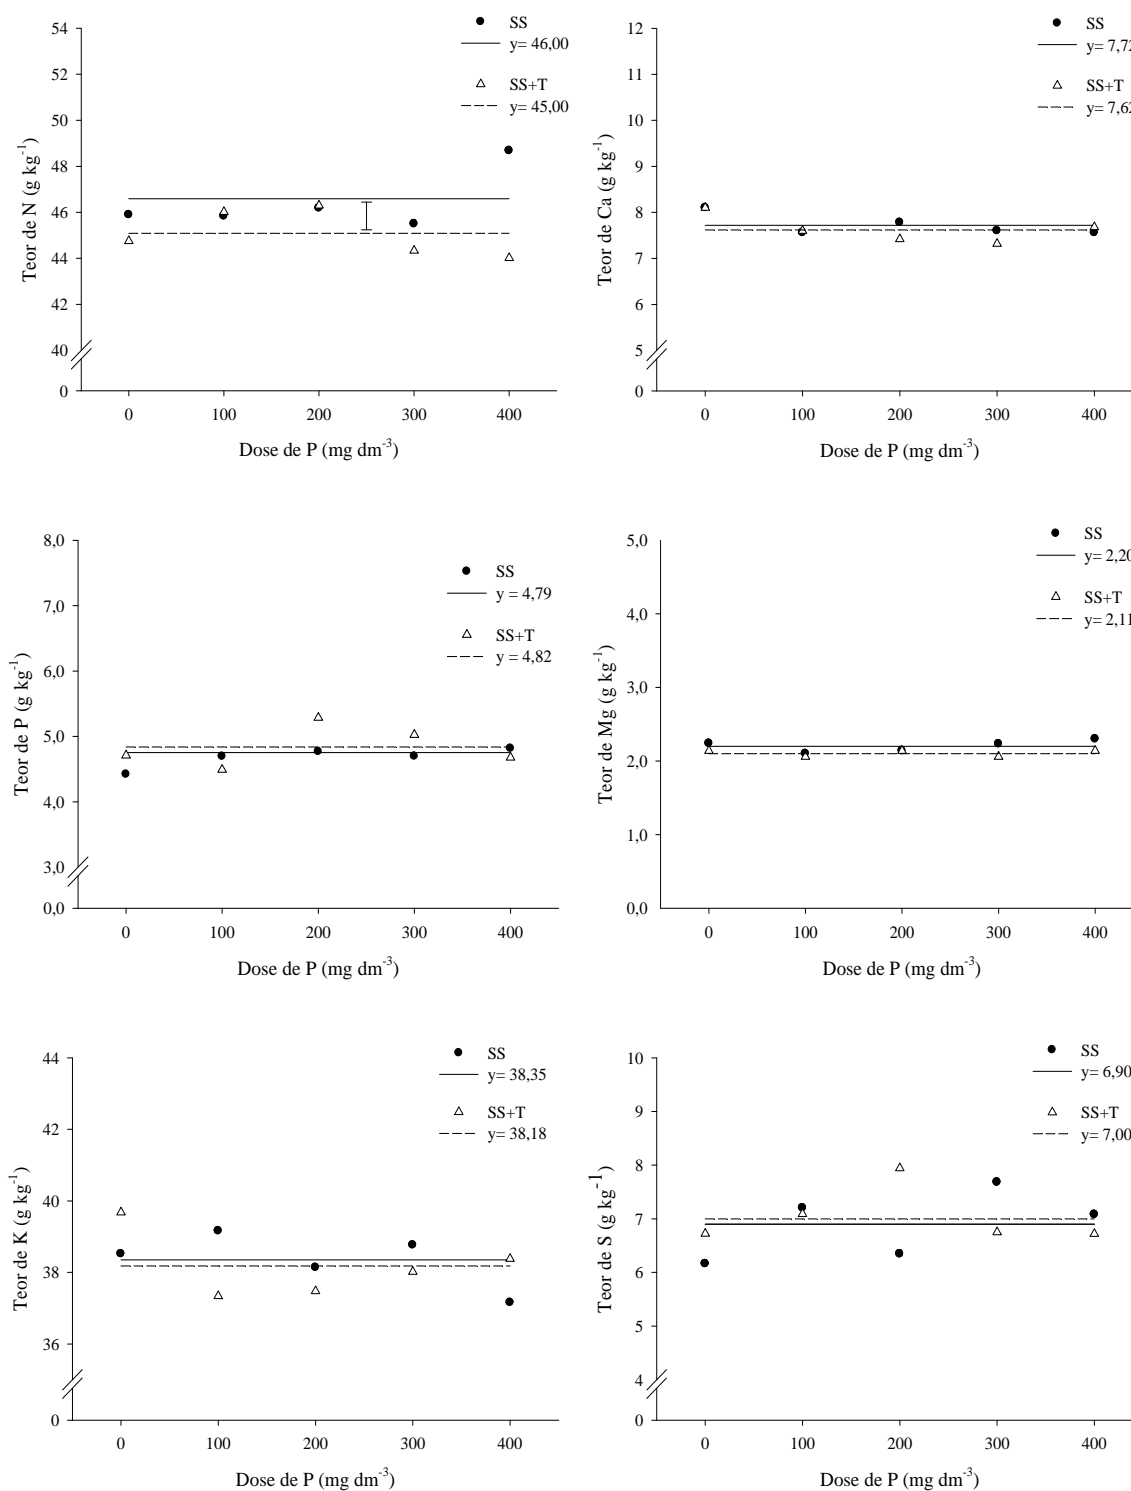 SS
y= 46,00
SS+T
y= 45,00
54
52
50
48
46
44
42
40
0
Teor de N (g kg-1)
0 100 200 300 400
Dose de P (mg dm-3)
SS
y= 7,72
SS+T
y= 7,62
12
11
10
9
8
7
6
5
0
Teor de Ca (g kg-1)
0 100 200 300 400
Dose de P (mg dm-3)
SS
y = 4,79
SS+T
y = 4,82
8,0
7,0
6,0
5,0
4,0
3,0
0,0
Teor de P (g kg-1)
0 100 200 300 400
Dose de P (mg dm-3)
SS
y= 2,20
SS+T
y= 2,11
5,0
4,0
3,0
2,0
1,0
0,0
Teor de Mg (g kg-1)
0 100 200 300 400
Dose de P (mg dm-3)
SS
y= 38,35
SS+T
y= 38,18
44
42
40
38
36
0
Teor de K (g kg-1)
0 100 200 300 400
Dose de P (mg dm-3)
SS
y= 6,90
SS+T
y= 7,00
10
9
8
7
6
5
4
0
Teor de S (g kg-1)
0 100 200 300 400
Dose de P (mg dm-3)